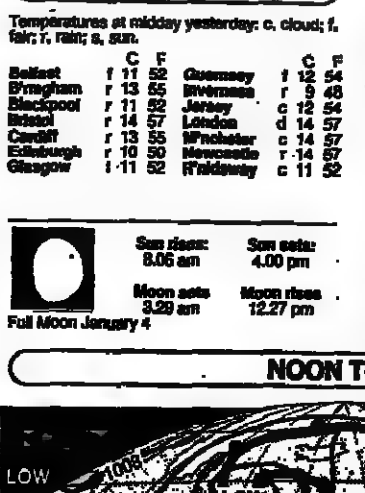 Temperatures at midday yesterday: c, cloud; f,
fair; r, rain; s, sun.
C F
Belfast f 11 52
B'rmgham r 13 55
Blackpool r 11 52
Bristol r 14 57
Cardiff r 13 55
Edinburgh r 10 50
Glasgow f 11 52
C F
Guernsey f 12 54
Inverness r 9 48
Jersey c 12 54
London d 14 57
M'nchster c 14 57
Newcastle r 14 57
R'nldsway c 11 52
Sun rises:
8.06 am
Sun sets:
4.00 pm
Moon sets
3.29 am
Moon rises
12.27 pm
Full Moon January 4
NOON T
LOW
1008